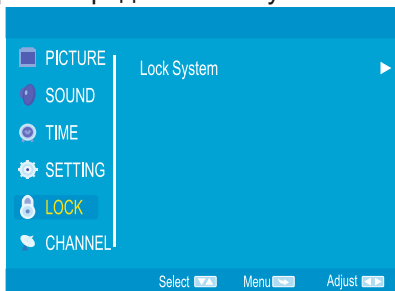 PICTURE
Lock System
SOUND
TIME
SETTING
LOCK
CHANNEL
Select Menu Adjust